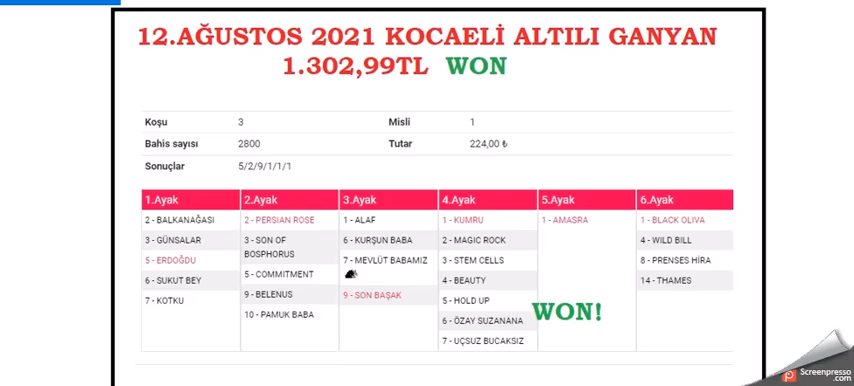 12.AĞUSTOS 2021 KOCAELİ ALTILI GANYAN
1.302,99TL WON
Koşu 3 Misli 1
Bahis sayısı 2800 Tutar 224,00 ₺
Sonuçlar 5/2/9/1/1/1
1.Ayak 2.Ayak 3.Ayak 4.Ayak 5.Ayak 6.Ayak
2 - BALKANAĞASI 2 - PERSIAN ROSE 1 - ALAF 1 - KUMRU 1 - AMASRA 1 - BLACK OLIVA
3 - GÜNSALAR 3 - SON OF BOSPHORUS 6 - KURŞUN BABA 2 - MAGIC ROCK 4 - WILD BILL
5 - ERDOĞDU 5 - COMMITMENT 7 - MEVLÜT BABAMIZ 3 - STEM CELLS 8 - PRENSES HİRA
6 - SUKUT BEY 9 - BELENUS 9 - SON BAŞAK 4 - BEAUTY 14 - THAMES
7 - KOTKU 10 - PAMUK BABA 5 - HOLD UP
6 - ÖZAY SUZANANA
7 - UÇSUZ BUCAKSIZ
WON!
Screenpresso
.com